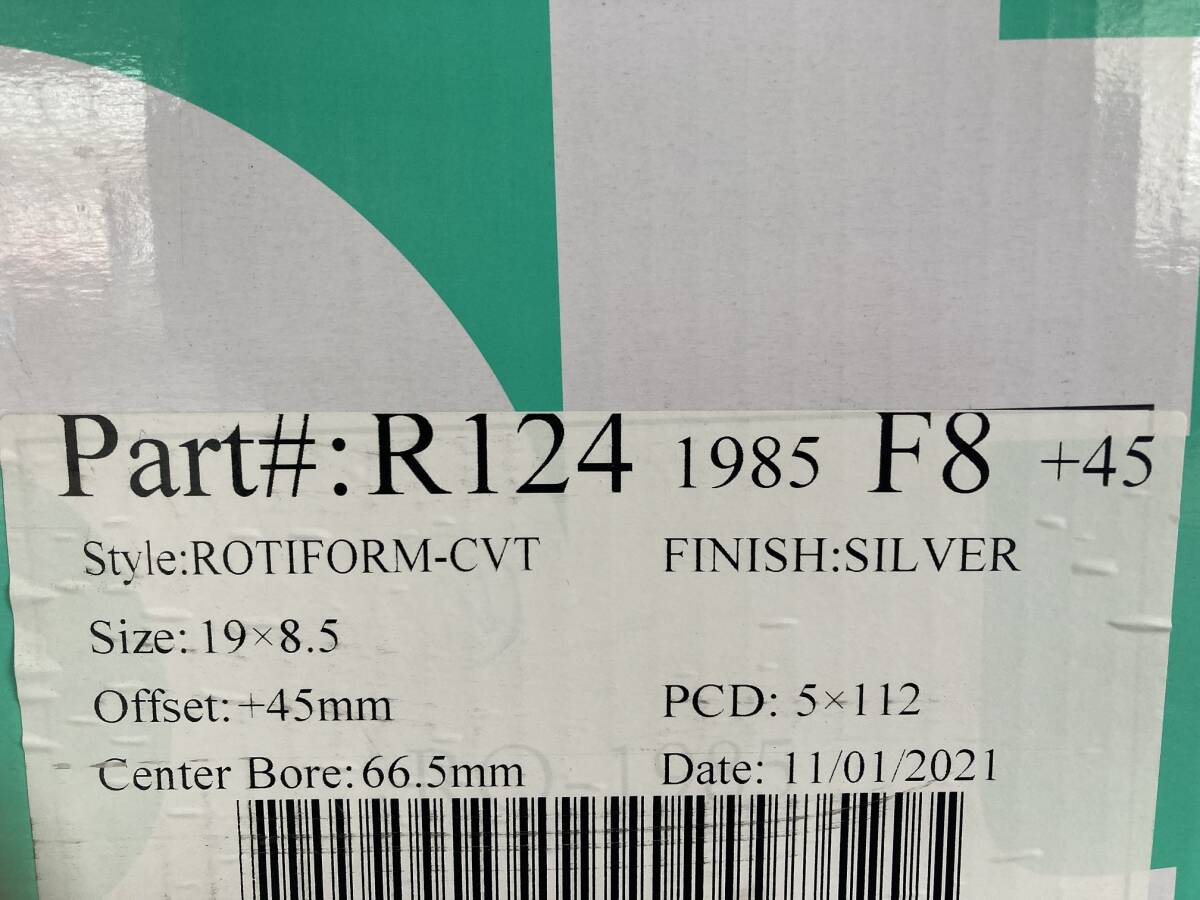 Part#:R124 1985 F8 +45
Style:ROTIFORM-CVT FINISH:SILVER
Size: 19×8.5
Offset: +45mm PCD: 5×112
Center Bore: 66.5mm Date: 11/01/2021